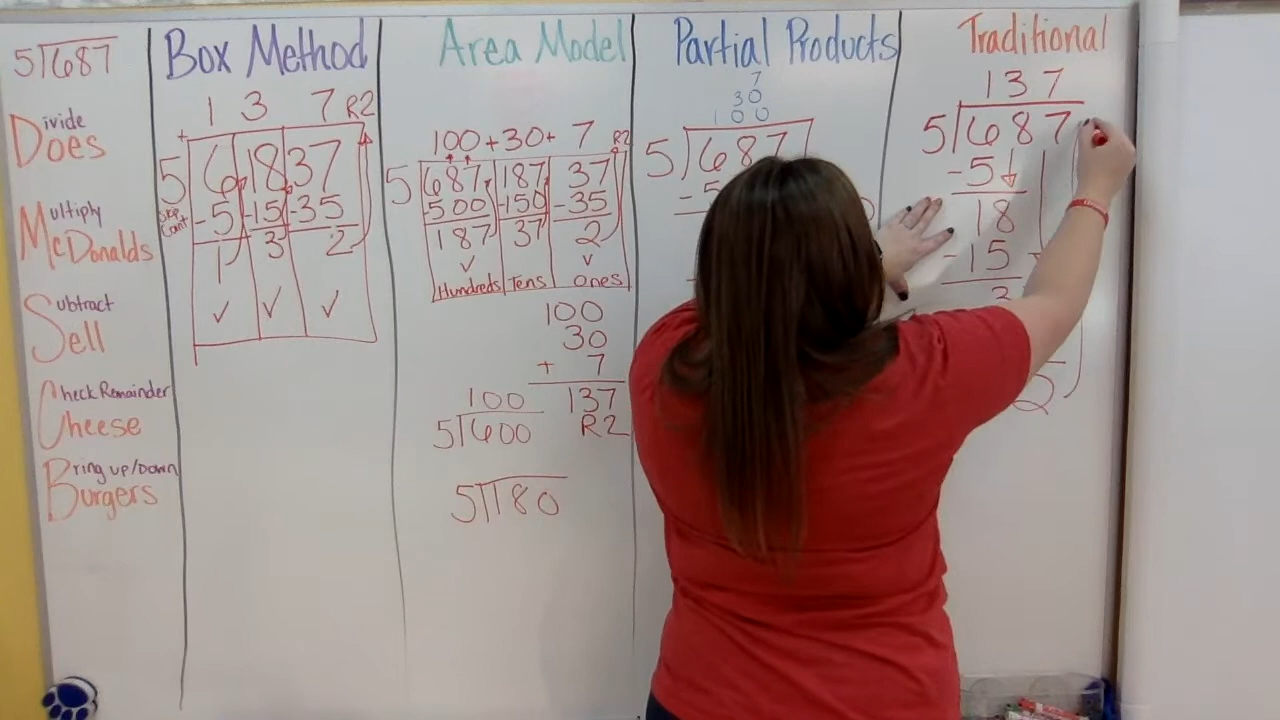 5)687
Divide
Does
Multiply
McDonalds
Subtract
Sell
Check Remainder
Cheese
Bring up/Down
Burgers
Box Method
1 3 7 R2
5 6 18 37
Skip Count
-5 -15 -35
1 3 2
Area Model
100 + 30 + 7 R2
5 687 187 37
-500 -150 -35
187 37 2
Hundreds Tens Ones
100
30
+ 7
137
R2
100
5)600
5)180
Partial Products
7
30
100
5)687
-5
Traditional
137
5)687
-5
18
-15
3
2